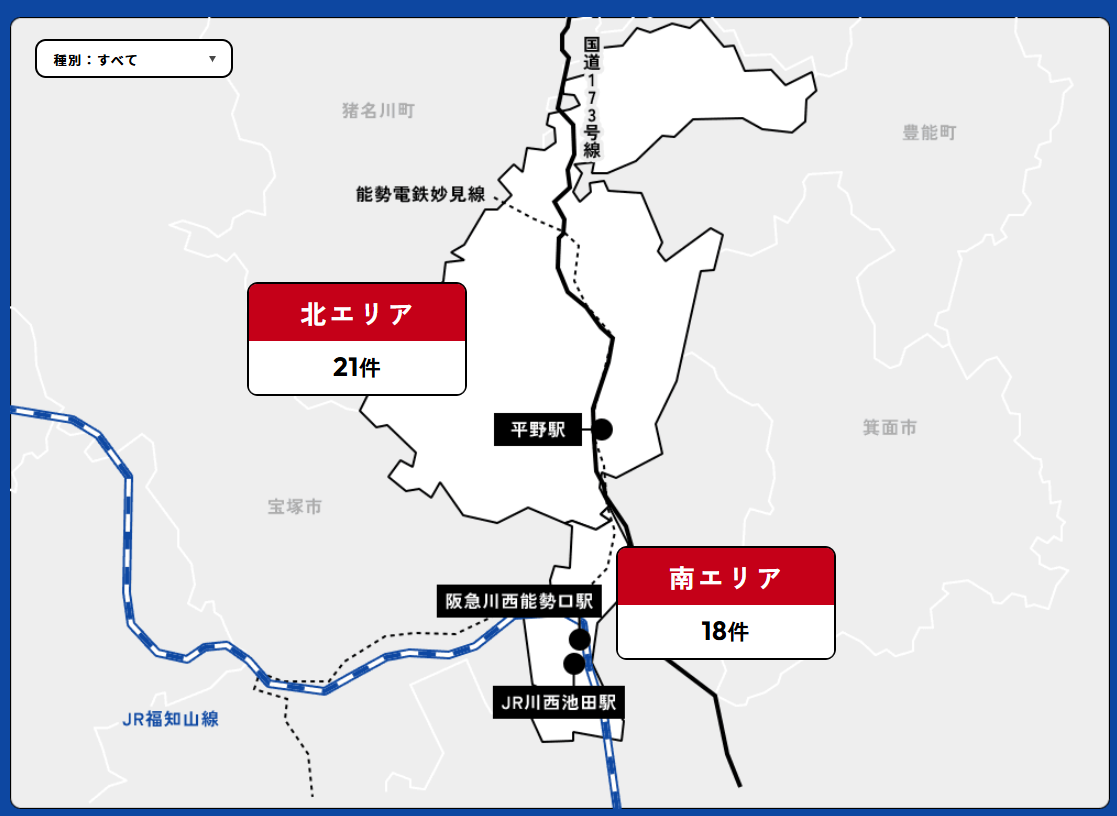 種別：すべて
国道173号線
猪名川町
豊能町
能勢電鉄妙見線
北エリア
21件
平野駅
箕面市
宝塚市
南エリア
阪急川西能勢口駅
18件
JR川西池田駅
JR福知山線